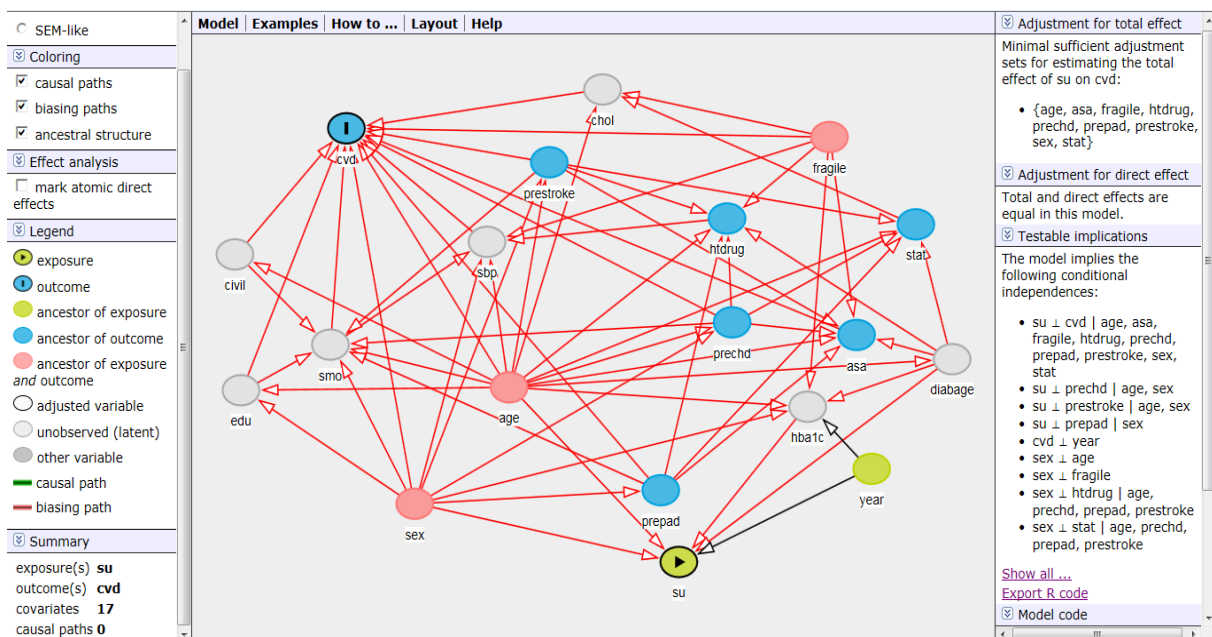 SEM-like
Coloring
causal paths
biasing paths
ancestral structure
Effect analysis
mark atomic direct
effects
Legend
exposure
outcome
ancestor of exposure
ancestor of outcome
ancestor of exposure
and outcome
adjusted variable
unobserved (latent)
other variable
causal path
biasing path
Summary
exposure(s) su
outcome(s) cvd
covariates 17
causal paths 0
Model | Examples | How to ... | Layout | Help
chol
cvd
fragile
prestroke
htdrug
stat
sbp
civil
prechd
asa
smo
diabage
edu
age
hba1c
year
sex
prepad
su
Adjustment for total effect
Minimal sufficient adjustment
sets for estimating the total
effect of su on cvd:
• {age, asa, fragile, htdrug,
prechd, prepad, prestroke,
sex, stat}
Adjustment for direct effect
Total and direct effects are
equal in this model.
Testable implications
The model implies the
following conditional
independences:
• su ⊥ cvd | age, asa,
fragile, htdrug, prechd,
prepad, prestroke, sex,
stat
• su ⊥ prechd | age, sex
• su ⊥ prestroke | age, sex
• su ⊥ prepad | sex
• cvd ⊥ year
• sex ⊥ age
• sex ⊥ fragile
• sex ⊥ htdrug | age,
prechd, prepad, prestroke
• sex ⊥ stat | age, prechd,
prepad, prestroke
Show all ...
Export R code
Model code